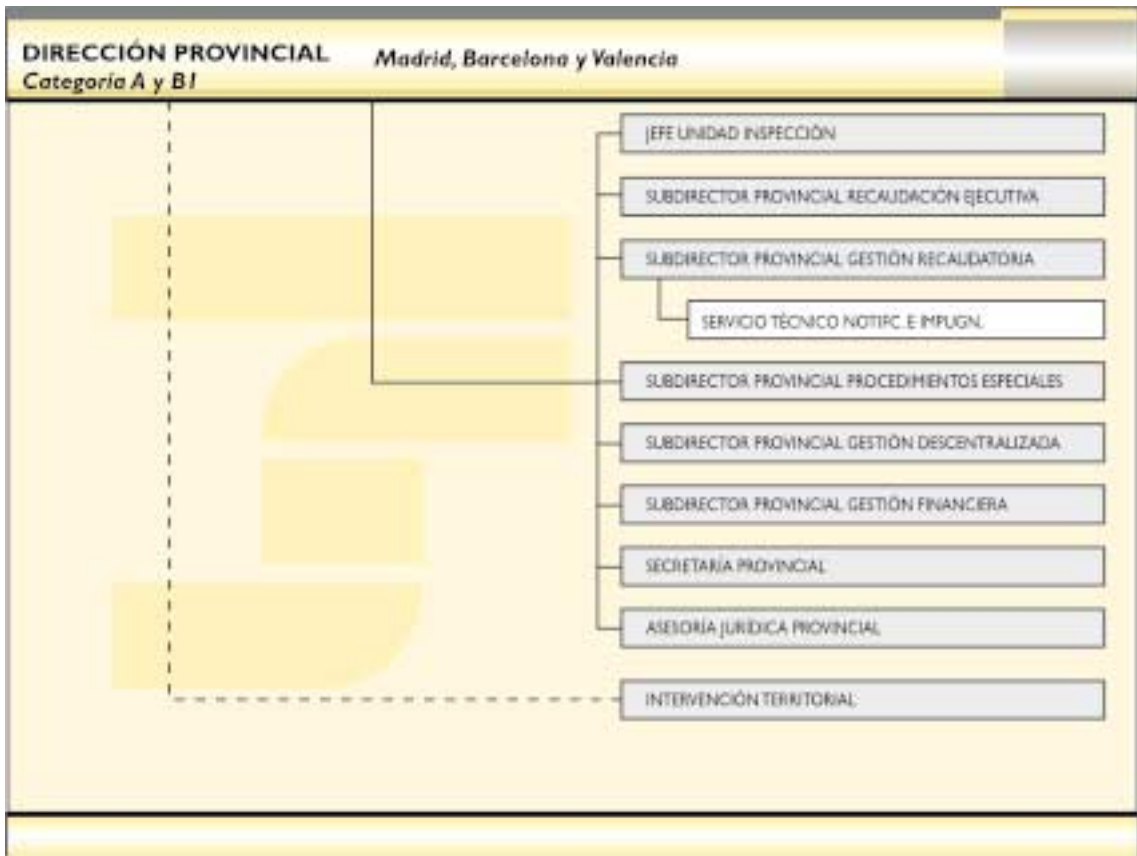 DIRECCIÓN PROVINCIAL Madrid, Barcelona y Valencia
Categoría A y B1
JEFE UNIDAD INSPECCIÓN
SUBDIRECTOR PROVINCIAL RECAUDACIÓN EJECUTIVA
SUBDIRECTOR PROVINCIAL GESTIÓN RECAUDATORIA
SERVICIO TÉCNICO NOTIFC. E IMPUGN.
SUBDIRECTOR PROVINCIAL PROCEDIMIENTOS ESPECIALES
SUBDIRECTOR PROVINCIAL GESTIÓN DESCENTRALIZADA
SUBDIRECTOR PROVINCIAL GESTIÓN FINANCIERA
SECRETARÍA PROVINCIAL
ASESORÍA JURÍDICA PROVINCIAL
INTERVENCIÓN TERRITORIAL